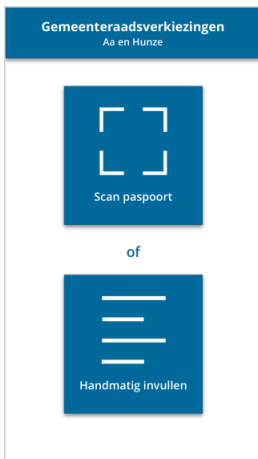 Gemeenteraadsverkiezingen
Aa en Hunze
Scan paspoort
of
Handmatig invullen